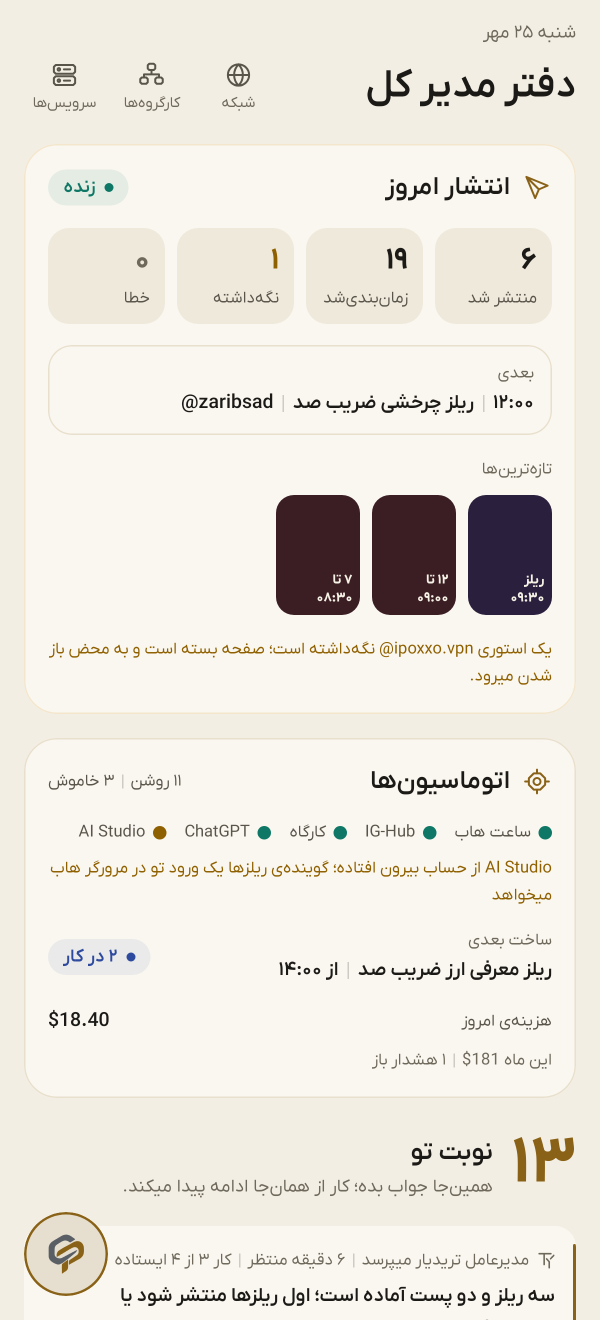 شنبه ۲۵ مهر
دفتر مدیر کل
شبکه
کارگروه‌ها
سرویس‌ها
انتشار امروز
زنده
۶
منتشر شد
۱۹
زمان‌بندی‌شد
۱
نگه‌داشته
۰
خطا
بعدی
۱۲:۰۰ | ریلز چرخشی ضریب صد | @zaribsad
تازه‌ترین‌ها
ریلز
۰۹:۳۰
۱۲ تا
۰۹:۰۰
۷ تا
۰۸:۳۰
یک استوری @ipoxxo.vpn نگه‌داشته است؛ صفحه بسته است و به محض باز
شدن میرود.
اتوماسیون‌ها
۱۱ روشن | ۳ خاموش
ساعت هاب
IG-Hub
کارگاه
ChatGPT
AI Studio
AI Studio از حساب بیرون افتاده؛ گوینده‌ی ریلزها یک ورود تو در مرورگر هاب
میخواهد
ساخت بعدی
ریلز معرفی ارز ضریب صد | از ۱۴:۰۰
۲ در کار
هزینه‌ی امروز
$18.40
این ماه $181 | ۱ هشدار باز
۱۳
نوبت تو
همین‌جا جواب بده؛ کار از همان‌جا ادامه پیدا میکند.
مدیرعامل تریدیار میپرسد | ۶ دقیقه منتظر | کار ۳ از ۴ ایستاده
سه ریلز و دو پست آماده است؛ اول ریلزها منتشر شود یا